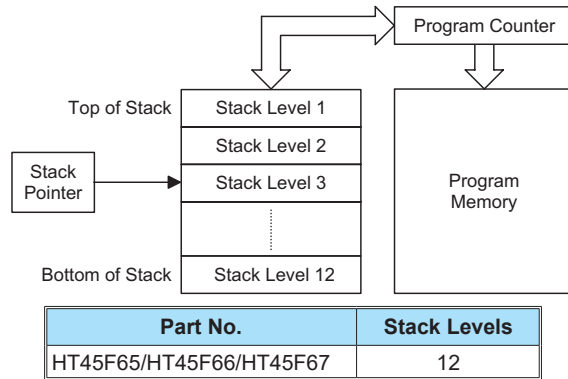 Program Counter
Top of Stack
Stack Level 1
Stack Level 2
Stack
Pointer
Stack Level 3
Program
Memory
Bottom of Stack
Stack Level 12
Part No. Stack Levels
HT45F65/HT45F66/HT45F67 12